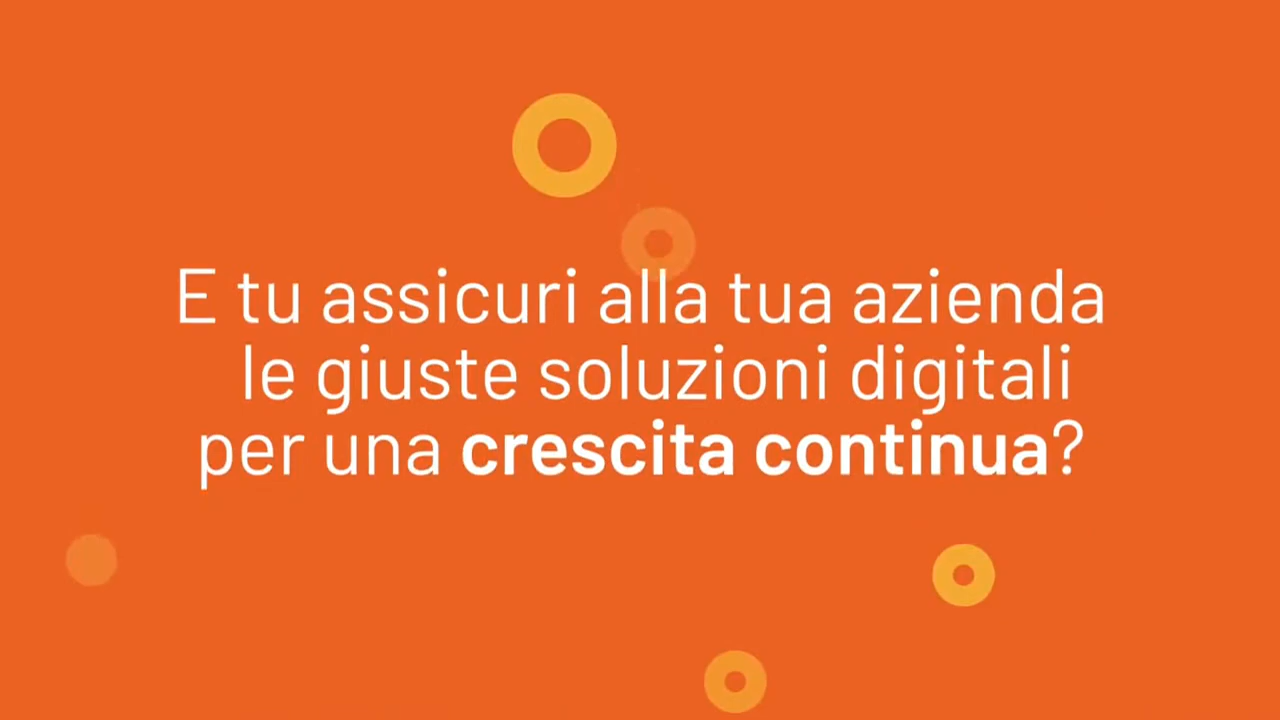 E tu assicuri alla tua azienda
le giuste soluzioni digitali
per una crescita continua?